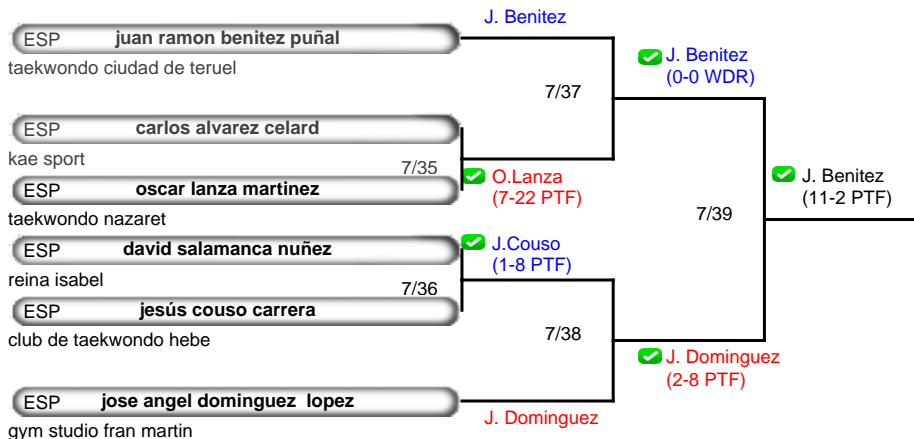 J. Benitez
ESP juan ramon benitez puñal
taekwondo ciudad de teruel
J. Benitez
(0-0 WDR)
7/37
ESP carlos alvarez celard
kae sport
7/35
O.Lanza
(7-22 PTF)
ESP oscar lanza martinez
taekwondo nazaret
J. Benitez
(11-2 PTF)
7/39
ESP david salamanca nuñez
reina isabel
J.Couso
(1-8 PTF)
7/36
ESP jesús couso carrera
club de taekwondo hebe
7/38
J. Dominguez
(2-8 PTF)
ESP jose angel dominguez lopez
gym studio fran martin
J. Dominguez